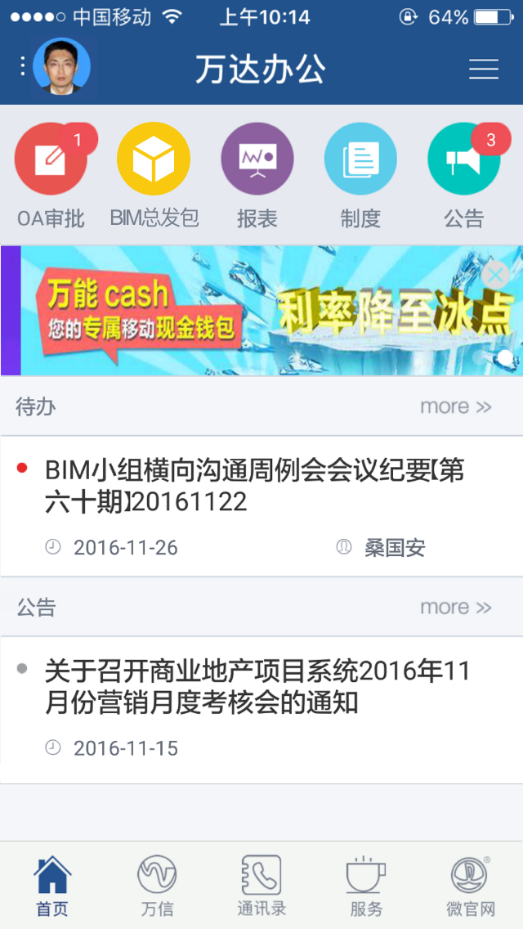 中国移动 上午10:14 64%
万达办公
1 3
OA审批 BIM总发包 报表 制度 公告
万能 cash
您的专属移动现金钱包
利率降至冰点
待办 more >>
BIM小组横向沟通周例会会议纪要【第
六十期】20161122
2016-11-26 桑国安
公告 more >>
关于召开商业地产项目系统2016年11
月份营销月度考核会的通知
2016-11-15
首页 万信 通讯录 服务 微官网